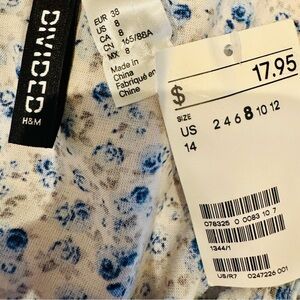 DIVIDED
H&M
EUR 38
US 8
CA 8
CN 165/88A
MX 8
Made in
China
Fabriqué en
Chine
$ 17.95
SIZE
US 2 4 6 8 10 12
14
078325 0 0083 10 7
1344/1
US/R7 0247226 001